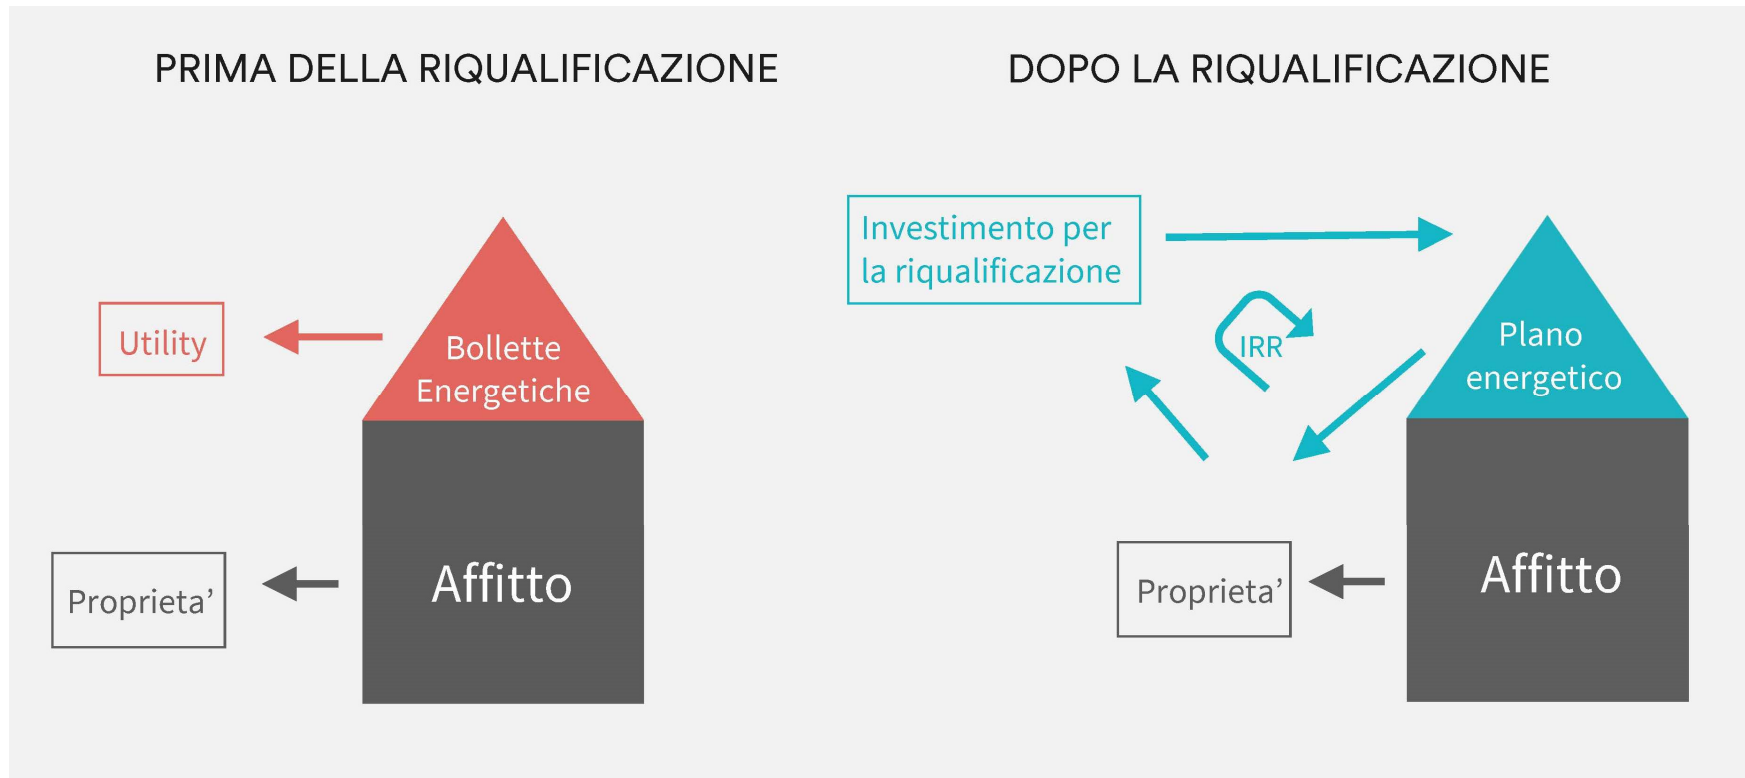 PRIMA DELLA RIQUALIFICAZIONE
Utility
Bollette
Energetiche
Proprieta’
Affitto
DOPO LA RIQUALIFICAZIONE
Investimento per
la riqualificazione
IRR
Plano
energetico
Proprieta’
Affitto